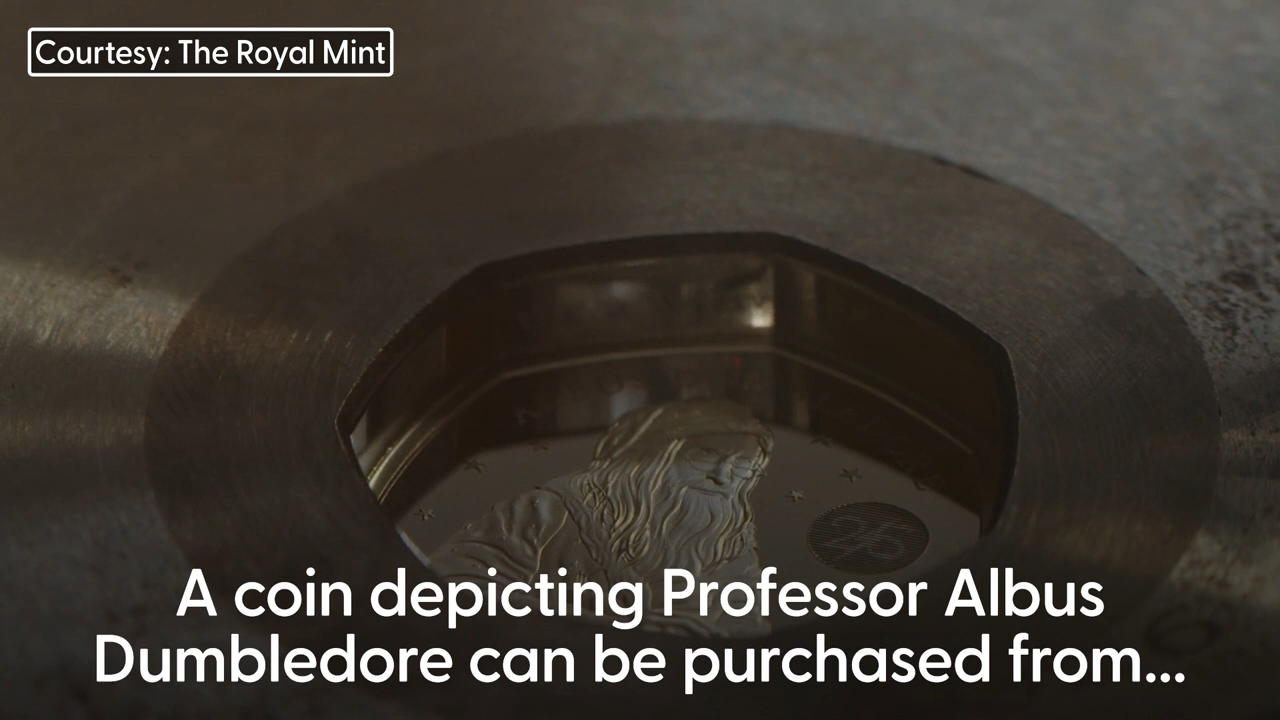 Courtesy: The Royal Mint
A coin depicting Professor Albus
Dumbledore can be purchased from...